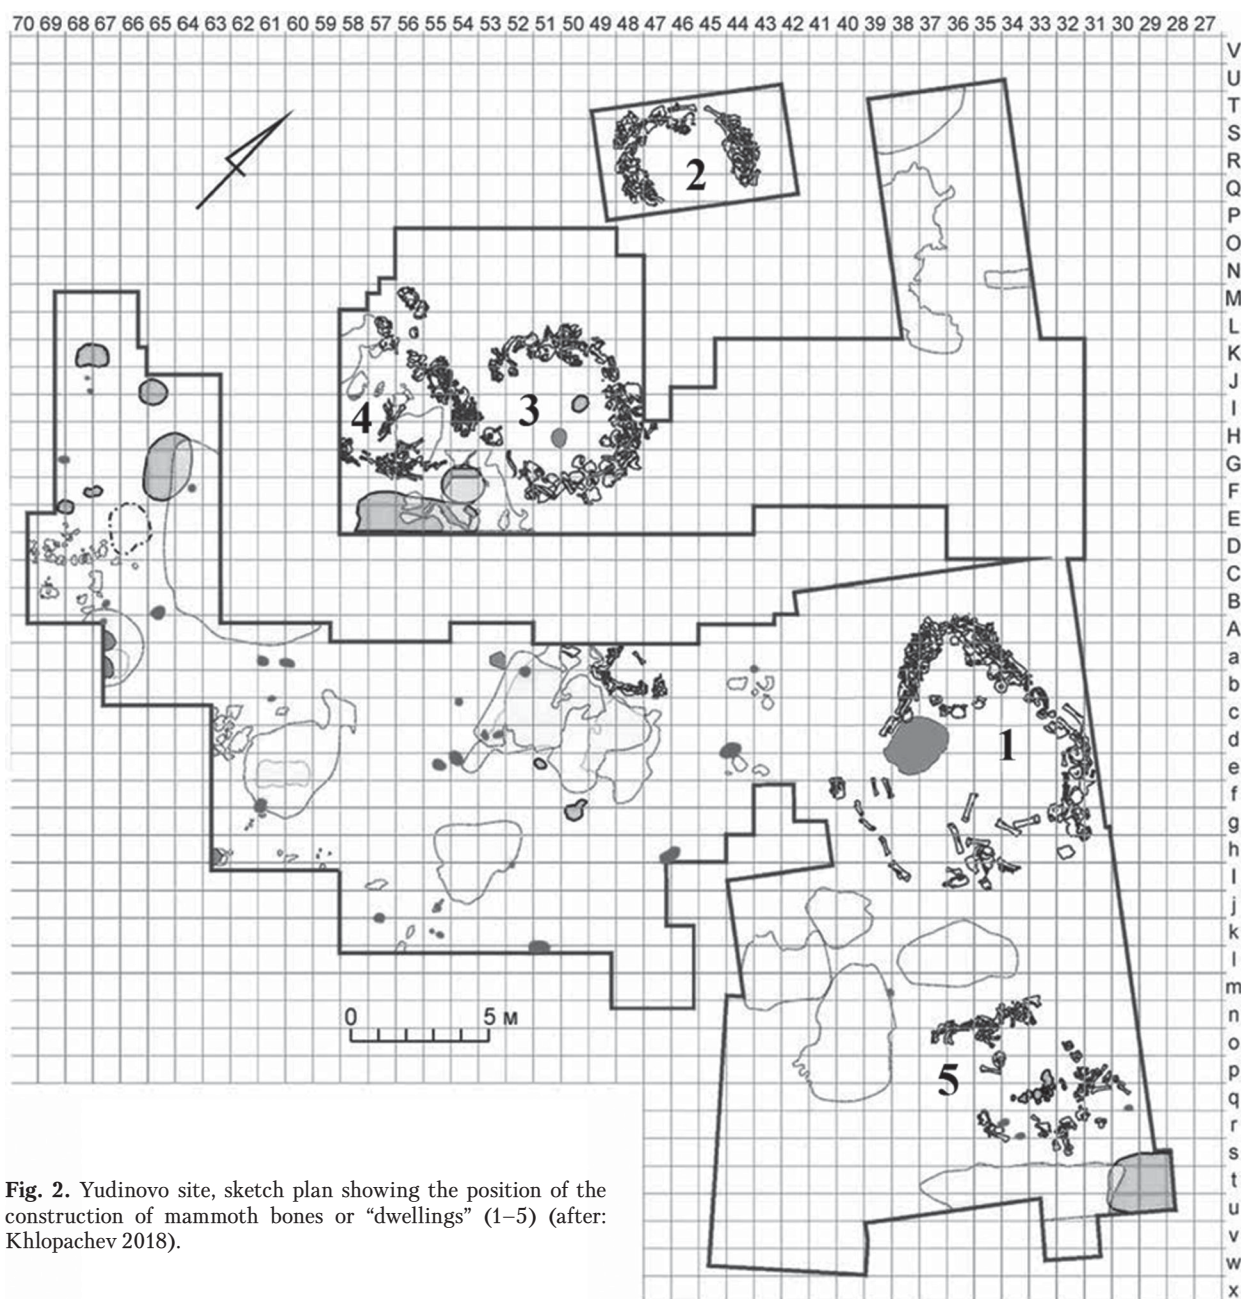 70 69 68 67 66 65 64 63 62 61 60 59 58 57 56 55 54 53 52 51 50 49 48 47 46 45 44 43 42 41 40 39 38 37 36 35 34 33 32 31 30 29 28 27
V
U
T
S
R
2
Q
P
O
N
M
L
K
J
3
4
I
H
G
F
E
D
C
B
A
a
b
c
1
d
e
f
g
h
I
j
k
l
m
n
0 5 м
o
5
p
q
r
s
t
u
v
w
x
Fig. 2. Yudinovo site, sketch plan showing the position of the
construction of mammoth bones or “dwellings” (1–5) (after:
Khlopachev 2018).